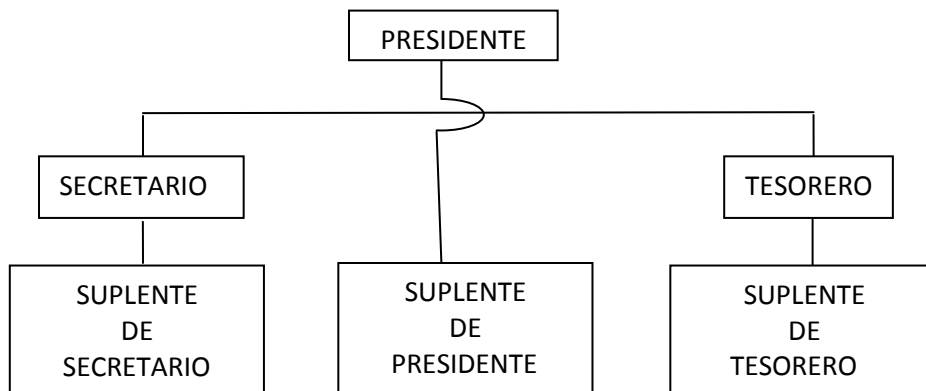 PRESIDENTE
SECRETARIO
TESORERO
SUPLENTE
DE
SECRETARIO
SUPLENTE
DE
PRESIDENTE
SUPLENTE
DE
TESORERO